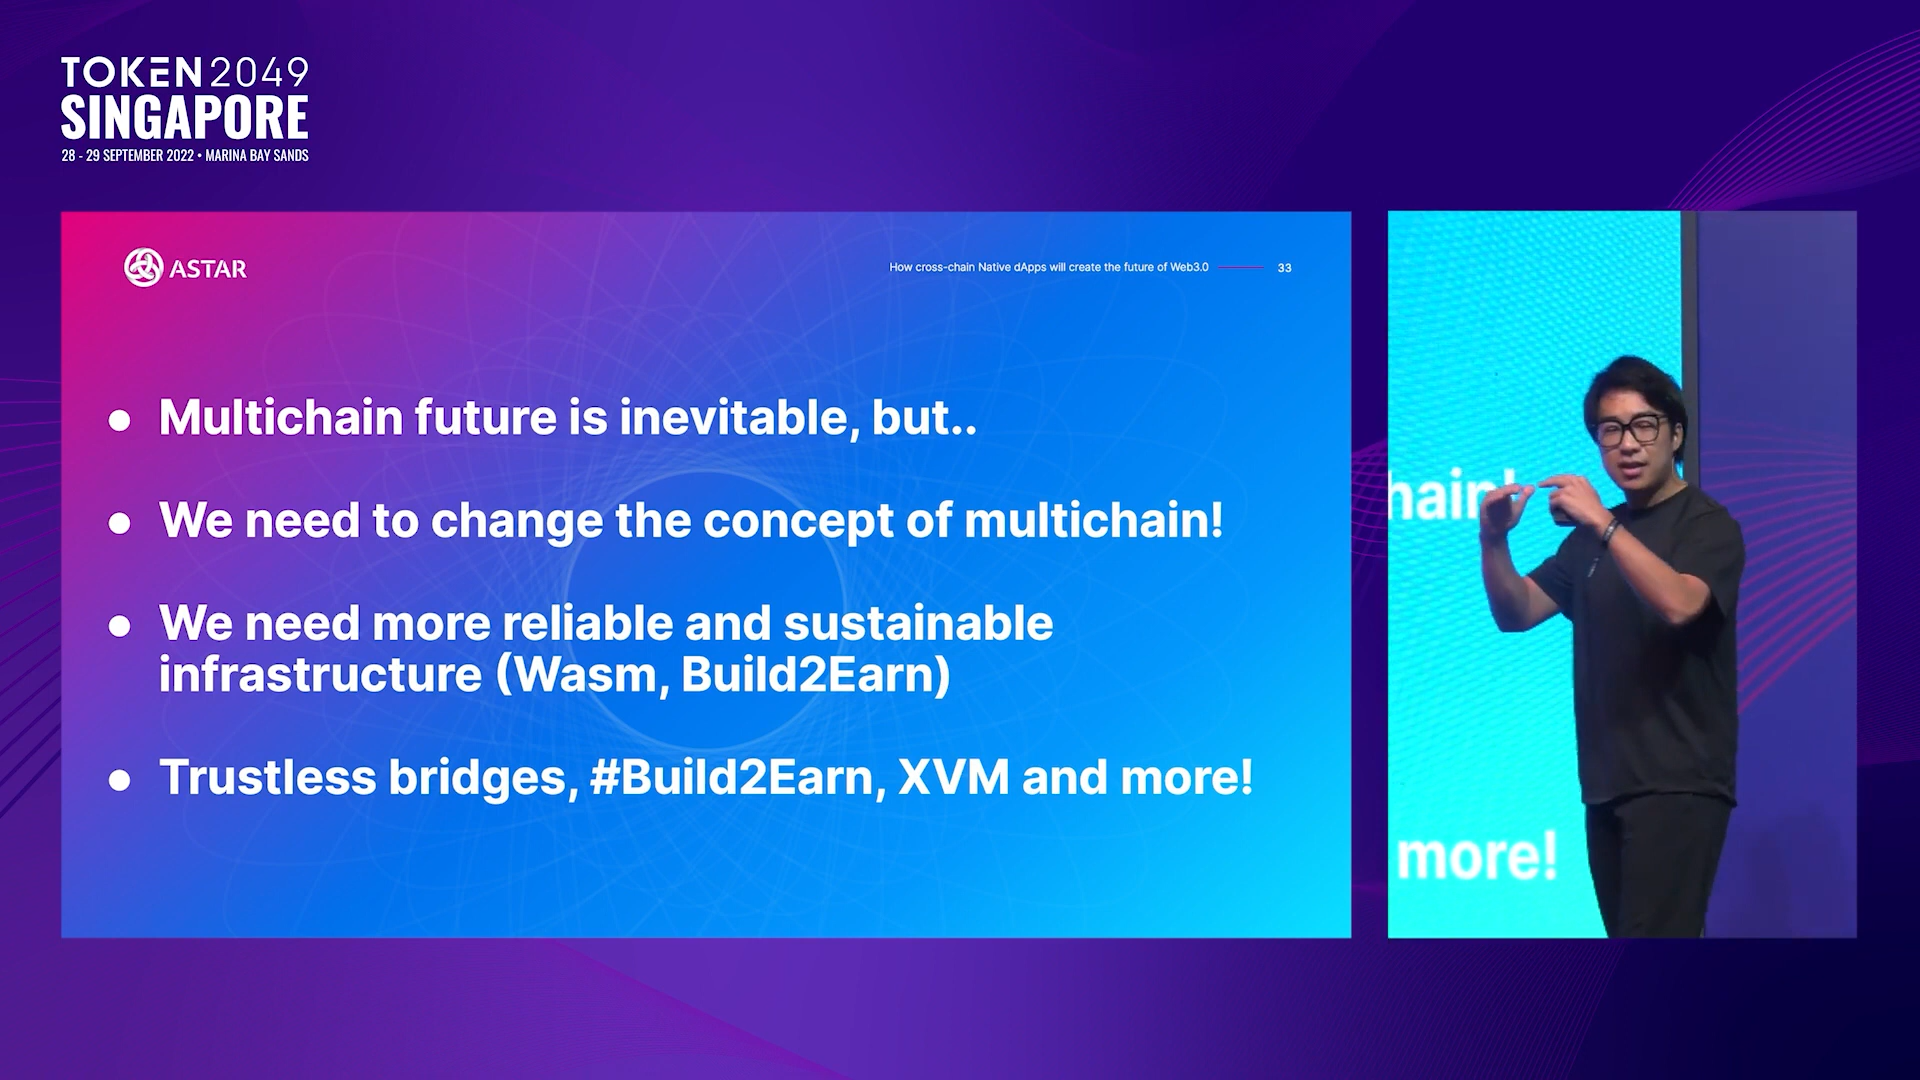 TOKEN2049
SINGAPORE
28 - 29 SEPTEMBER 2022 • MARINA BAY SANDS
ASTAR
How cross-chain Native dApps will create the future of Web3.0 33
● Multichain future is inevitable, but..
● We need to change the concept of multichain!
● We need more reliable and sustainable
infrastructure (Wasm, Build2Earn)
● Trustless bridges, #Build2Earn, XVM and more!
hain!
more!